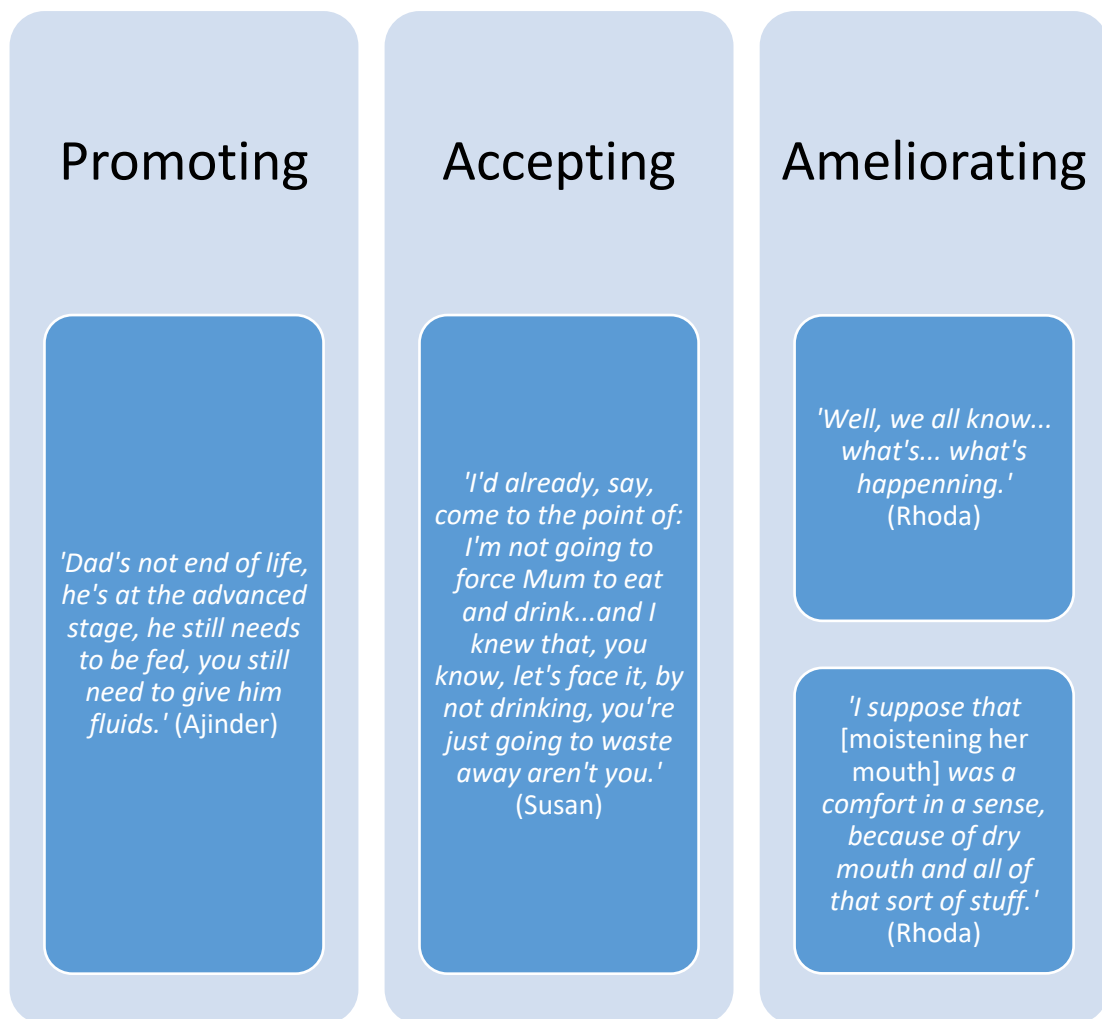 Promoting
'Dad's not end of life,
he's at the advanced
stage, he still needs
to be fed, you still
need to give him
fluids.' (Ajinder)
Accepting
'I'd already, say,
come to the point of:
I'm not going to
force Mum to eat
and drink...and I
knew that, you
know, let's face it, by
not drinking, you're
just going to waste
away aren't you.'
(Susan)
Ameliorating
'Well, we all know...
what's... what's
happenning.'
(Rhoda)
'I suppose that
[moistening her
mouth] was a
comfort in a sense,
because of dry
mouth and all of
that sort of stuff.'
(Rhoda)